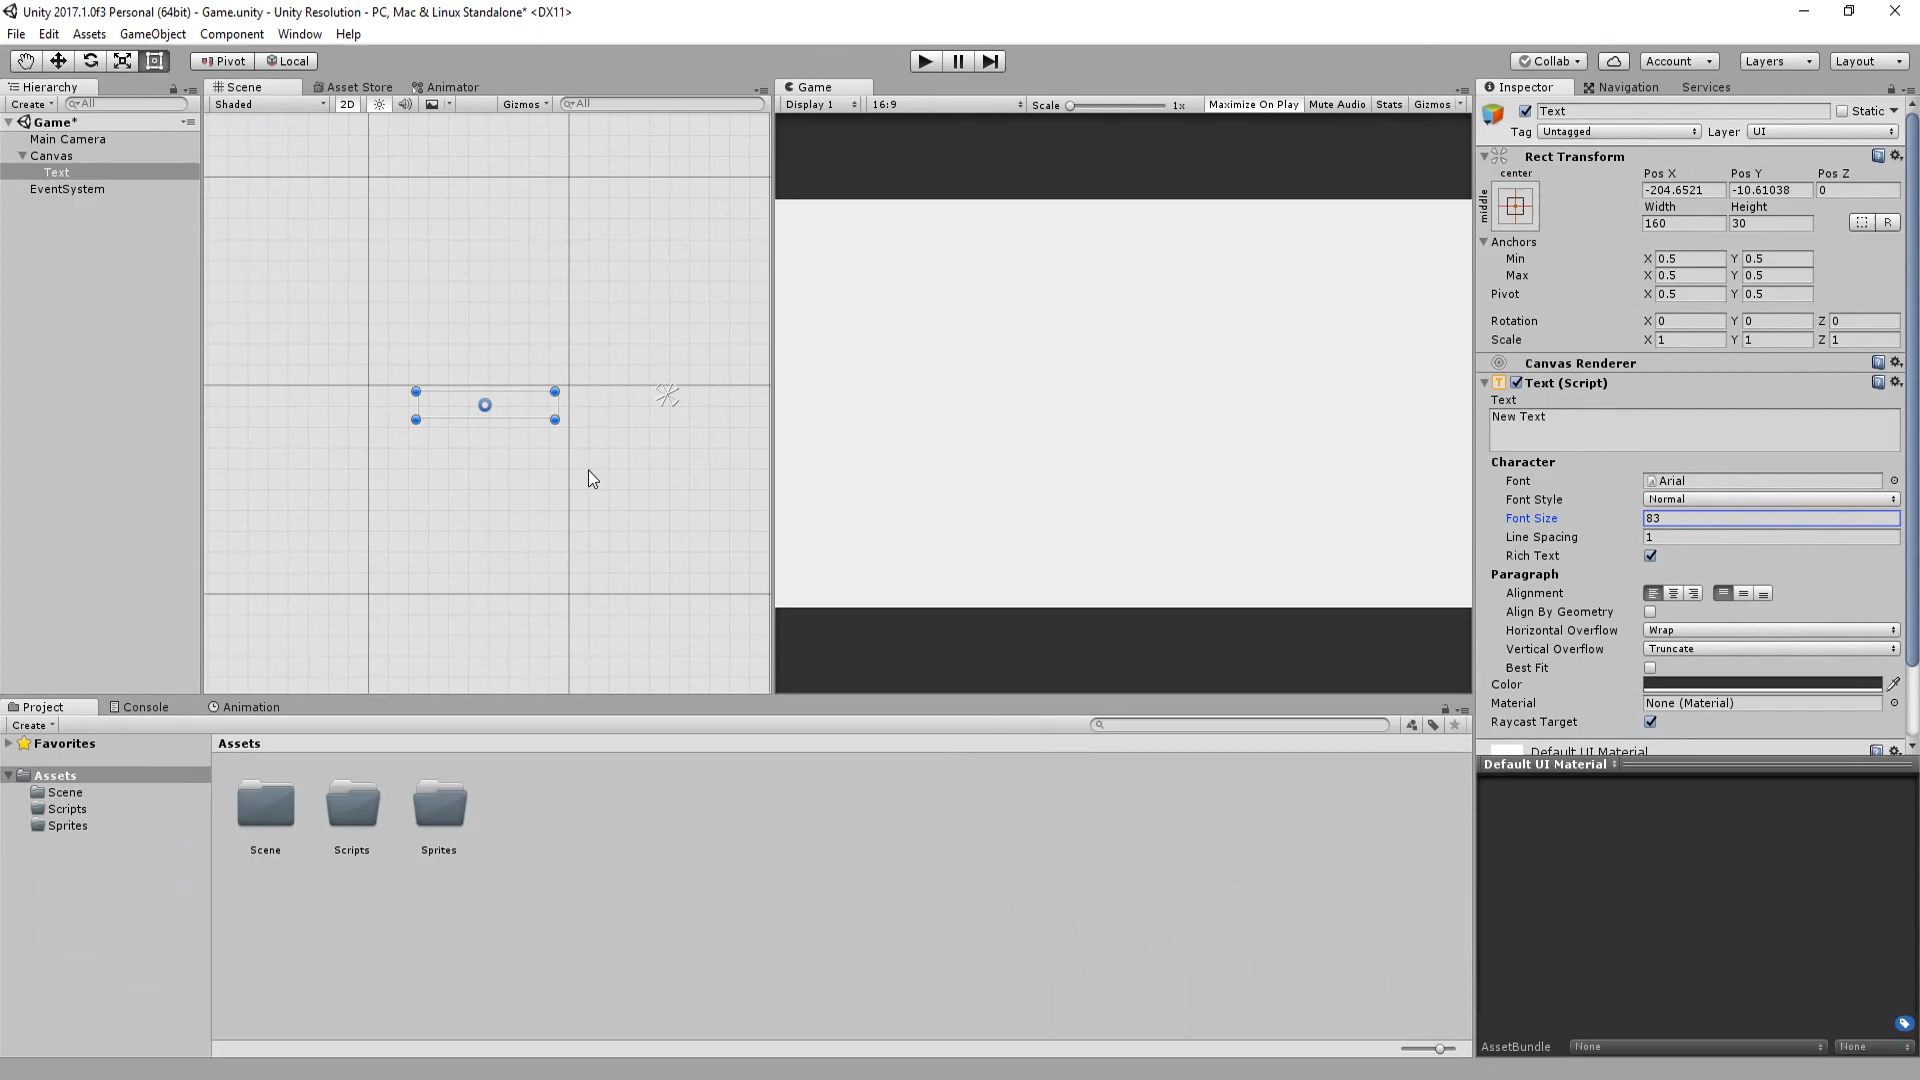 Unity 2017.1.0f3 Personal (64bit) - Game.unity - Unity Resolution - PC, Mac & Linux Standalone* <DX11>
File Edit Assets GameObject Component Window Help
Pivot Local Collab Account Layers Layout
Hierarchy
Create All
Game*
Main Camera
Canvas
Text
EventSystem
Scene Asset Store Animator
Shaded 2D Gizmos All
Game
Display 1 16:9 Scale 1x Maximize On Play Mute Audio Stats Gizmos
Inspector Navigation Services
Text Static
Tag Untagged Layer UI
Rect Transform
center Pos X Pos Y Pos Z
middle -204.6521 -10.61038 0
Width Height
160 30 R
Anchors
Min X 0.5 Y 0.5
Max X 0.5 Y 0.5
Pivot X 0.5 Y 0.5
Rotation X 0 Y 0 Z 0
Scale X 1 Y 1 Z 1
Canvas Renderer
T Text (Script)
Text
New Text
Character
Font Arial
Font Style Normal
Font Size 83
Line Spacing 1
Rich Text
Paragraph
Alignment
Align By Geometry
Horizontal Overflow Wrap
Vertical Overflow Truncate
Best Fit
Color
Material None (Material)
Raycast Target
Default UI Material
Default UI Material
AssetBundle None None
Project Console Animation
Create
Favorites
Assets
Scene
Scripts
Sprites
Assets
Scene Scripts Sprites